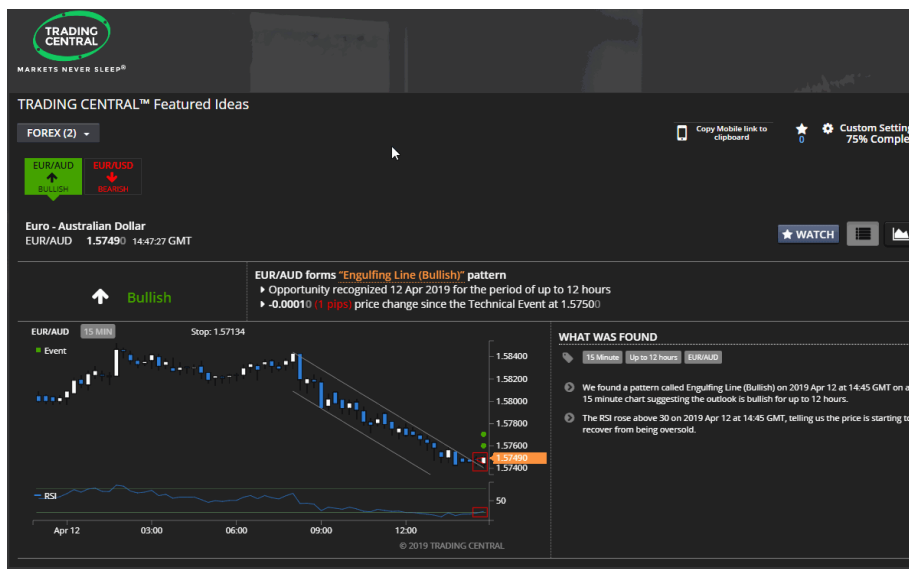 TRADING
CENTRAL
MARKETS NEVER SLEEP®
TRADING CENTRAL™ Featured Ideas
FOREX (2)
Copy Mobile link to
clipboard
0
Custom Setting
75% Comple
EUR/AUD
BULLISH
EUR/USD
BEARISH
Euro - Australian Dollar
EUR/AUD 1.57490 14:47:27 GMT
WATCH
Bullish
EUR/AUD forms "Engulfing Line (Bullish)" pattern
Opportunity recognized 12 Apr 2019 for the period of up to 12 hours
-0.00010 (1 pips) price change since the Technical Event at 1.57500
EUR/AUD 15 MIN Stop: 1.57134
Event
1.58400
1.58200
1.58000
1.57800
1.57600
1.57490
1.57400
RSI
50
Apr 12 03:00 06:00 09:00 12:00
© 2019 TRADING CENTRAL
WHAT WAS FOUND
15 Minute Up to 12 hours EUR/AUD
We found a pattern called Engulfing Line (Bullish) on 2019 Apr 12 at 14:45 GMT on a
15 minute chart suggesting the outlook is bullish for up to 12 hours.
The RSI rose above 30 on 2019 Apr 12 at 14:45 GMT, telling us the price is starting to
recover from being oversold.